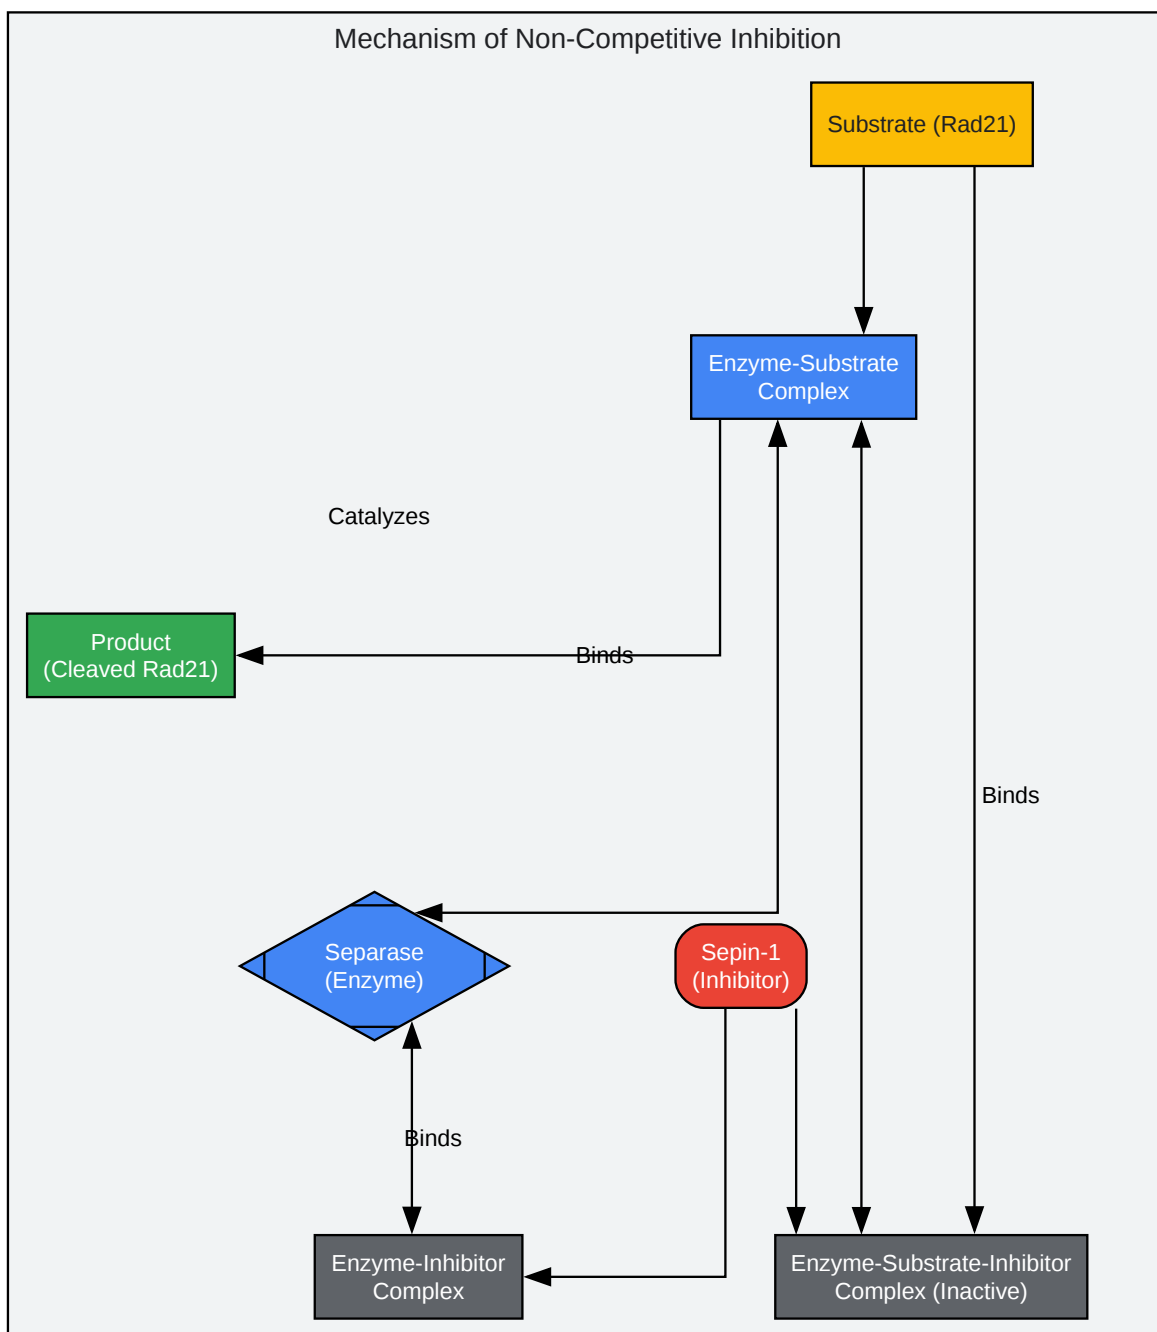 Mechanism of Non-Competitive Inhibition
Substrate (Rad21)
Enzyme-Substrate
Complex
Catalyzes
Product
(Cleaved Rad21)
Binds
Binds
Separase
(Enzyme)
Sepin-1
(Inhibitor)
Binds
Enzyme-Inhibitor
Complex
Enzyme-Substrate-Inhibitor
Complex (Inactive)